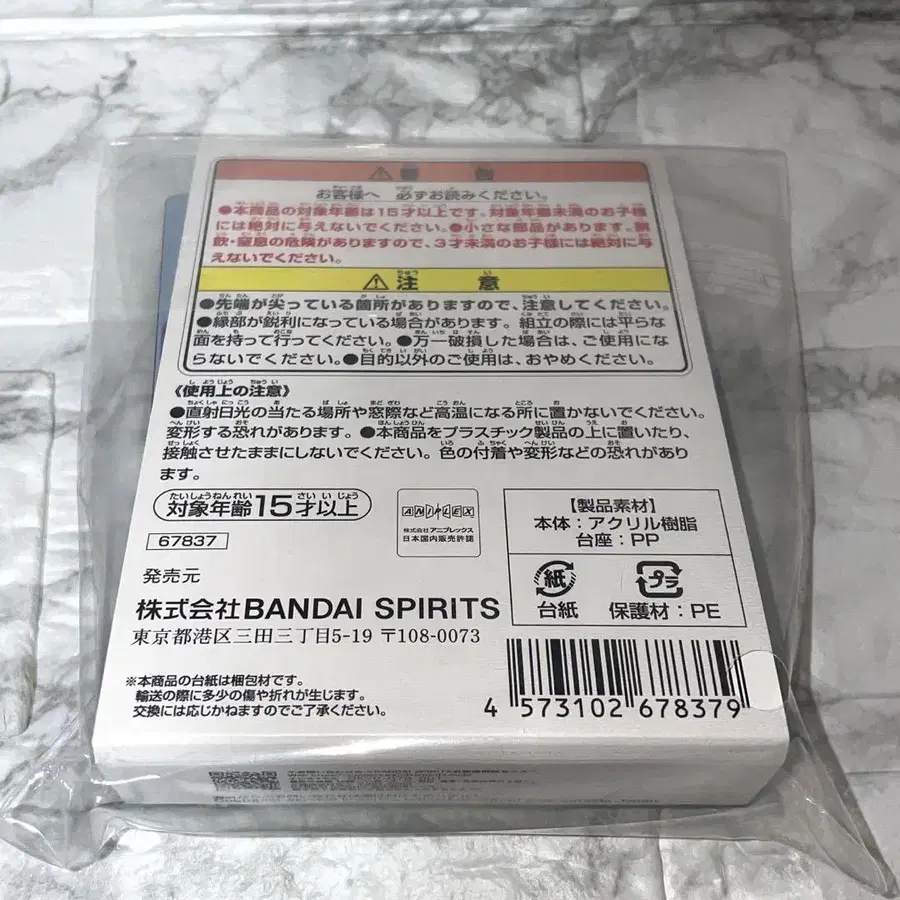 ⚠警告
お客様へ 必ずお読みください。
●本商品の対象年齢は15才以上です。対象年齢未満のお子様
には絶対に与えないでください。●小さな部品があります。誤
飲・窒息の危険がありますので、3才未満のお子様には絶対に与
えないでください。
⚠注意
●先端が尖っている箇所がありますので、注意してください。
●縁部が鋭利になっている場合があります。組立の際には平らな
面を持って行ってください。●万一破損した場合は、ご使用にな
らないでください。●目的以外のご使用は、おやめください。
《使用上の注意》
●直射日光の当たる場所や窓際など高温になる所に置かないでください。
変形する恐れがあります。●本商品をプラスチック製品の上に置いたり、
接触させたままにしないでください。色の付着や変形などの恐れがあり
ます。
対象年齢15才以上
67837
ANIPLEX
株式会社アニプレックス
日本国内販売許諾
【製品素材】
本体:アクリル樹脂
台座:PP
紙
台紙
プラ
保護材:PE
発売元
株式会社BANDAI SPIRITS
東京都港区三田三丁目5-19 〒108-0073
※本商品の台紙は梱包材です。
輸送の際に多少の傷や折れが生じます。
交換には応じかねますのでご了承ください。
4 573102 678379